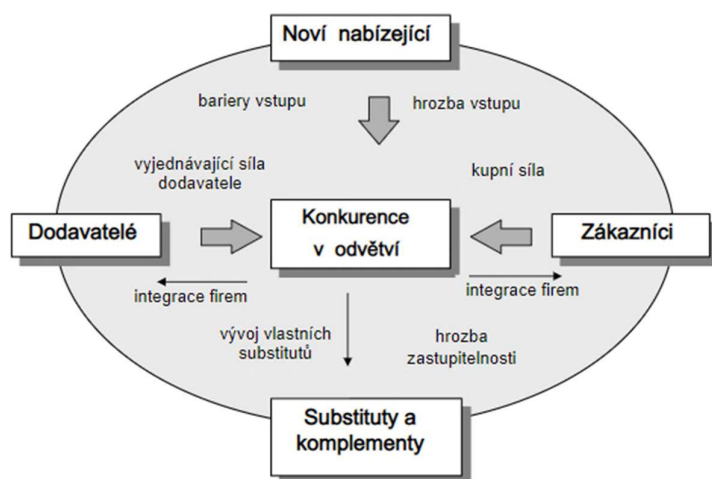 Noví nabízející
bariery vstupu
hrozba vstupu
vyjednávající síla
dodavatele
kupní síla
Dodavatelé
Konkurence
v odvětví
Zákazníci
integrace firem
integrace firem
vývoj vlastních
substitutů
hrozba
zastupitelnosti
Substituty a
komplementy